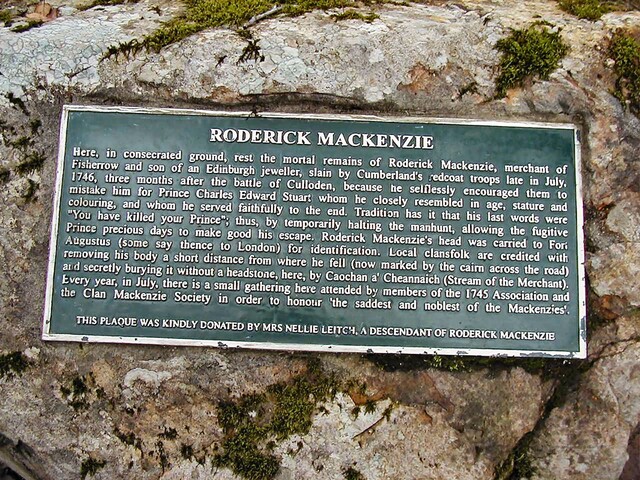 RODERICK MACKENZIE
Here, in consecrated ground, rest the mortal remains of Roderick Mackenzie, merchant of
Fisherrow and son of an Edinburgh jeweller, slain by Cumberland's redcoat troops late in July,
1746, three months after the battle of Culloden, because he selflessly encouraged them to
mistake him for Prince Charles Edward Stuart whom he closely resembled in age, stature and
colouring, and whom he served faithfully to the end. Tradition has it that his last words were
"You have killed your Prince"; thus, by temporarily halting the manhunt, allowing the fugitive
Prince precious days to make good his escape. Roderick Mackenzie's head was carried to Fort
Augustus (some say thence to London) for identification. Local clansfolk are credited with
removing his body a short distance from where he fell (now marked by the cairn across the road)
and secretly burying it without a headstone, here, by Caochan a' Cheannaich (Stream of the Merchant).
Every year, in July, there is a small gathering here attended by members of the 1745 Association and
the Clan Mackenzie Society in order to honour 'the saddest and noblest of the Mackenzies'.
THIS PLAQUE WAS KINDLY DONATED BY MRS NELLIE LEITCH, A DESCENDANT OF RODERICK MACKENZIE